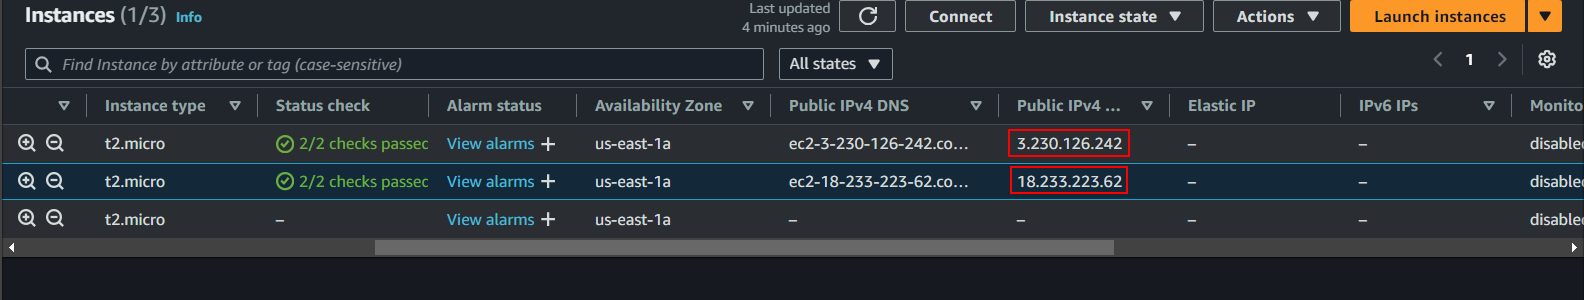 Instances (1/3) Info
Last updated
4 minutes ago
Connect
Instance state
Actions
Launch instances
Find Instance by attribute or tag (case-sensitive)
All states
1
Instance type Status check Alarm status Availability Zone Public IPv4 DNS Public IPv4 ... Elastic IP IPv6 IPs Monito
t2.micro 2/2 checks passec View alarms + us-east-1a ec2-3-230-126-242.co... 3.230.126.242 – – disable
t2.micro 2/2 checks passec View alarms + us-east-1a ec2-18-233-223-62.co... 18.233.223.62 – – disable
t2.micro – View alarms + us-east-1a – – – – disable